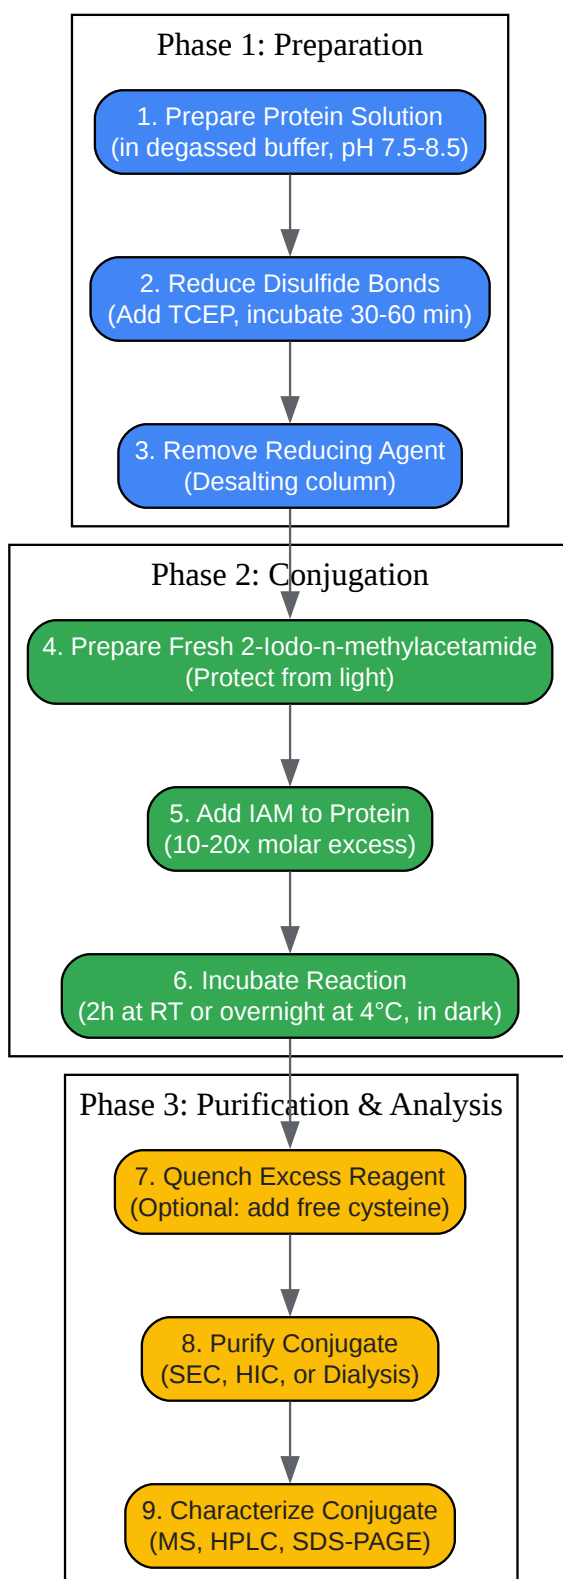 Phase 1: Preparation
1. Prepare Protein Solution
(in degassed buffer, pH 7.5-8.5)
2. Reduce Disulfide Bonds
(Add TCEP, incubate 30-60 min)
3. Remove Reducing Agent
(Desalting column)
Phase 2: Conjugation
4. Prepare Fresh 2-Iodo-n-methylacetamide
(Protect from light)
5. Add IAM to Protein
(10-20x molar excess)
6. Incubate Reaction
(2h at RT or overnight at 4°C, in dark)
Phase 3: Purification & Analysis
7. Quench Excess Reagent
(Optional: add free cysteine)
8. Purify Conjugate
(SEC, HIC, or Dialysis)
9. Characterize Conjugate
(MS, HPLC, SDS-PAGE)